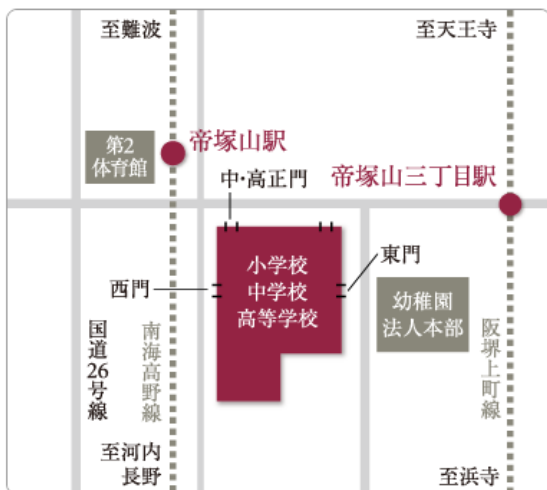 至難波
至天王寺
第2
体育館
帝塚山駅
中・高正門
帝塚山三丁目駅
小学校
中学校
高等学校
東門
西門
幼稚園
法人本部
国道26号線
南海高野線
阪堺上町線
至河内
長野
至浜寺